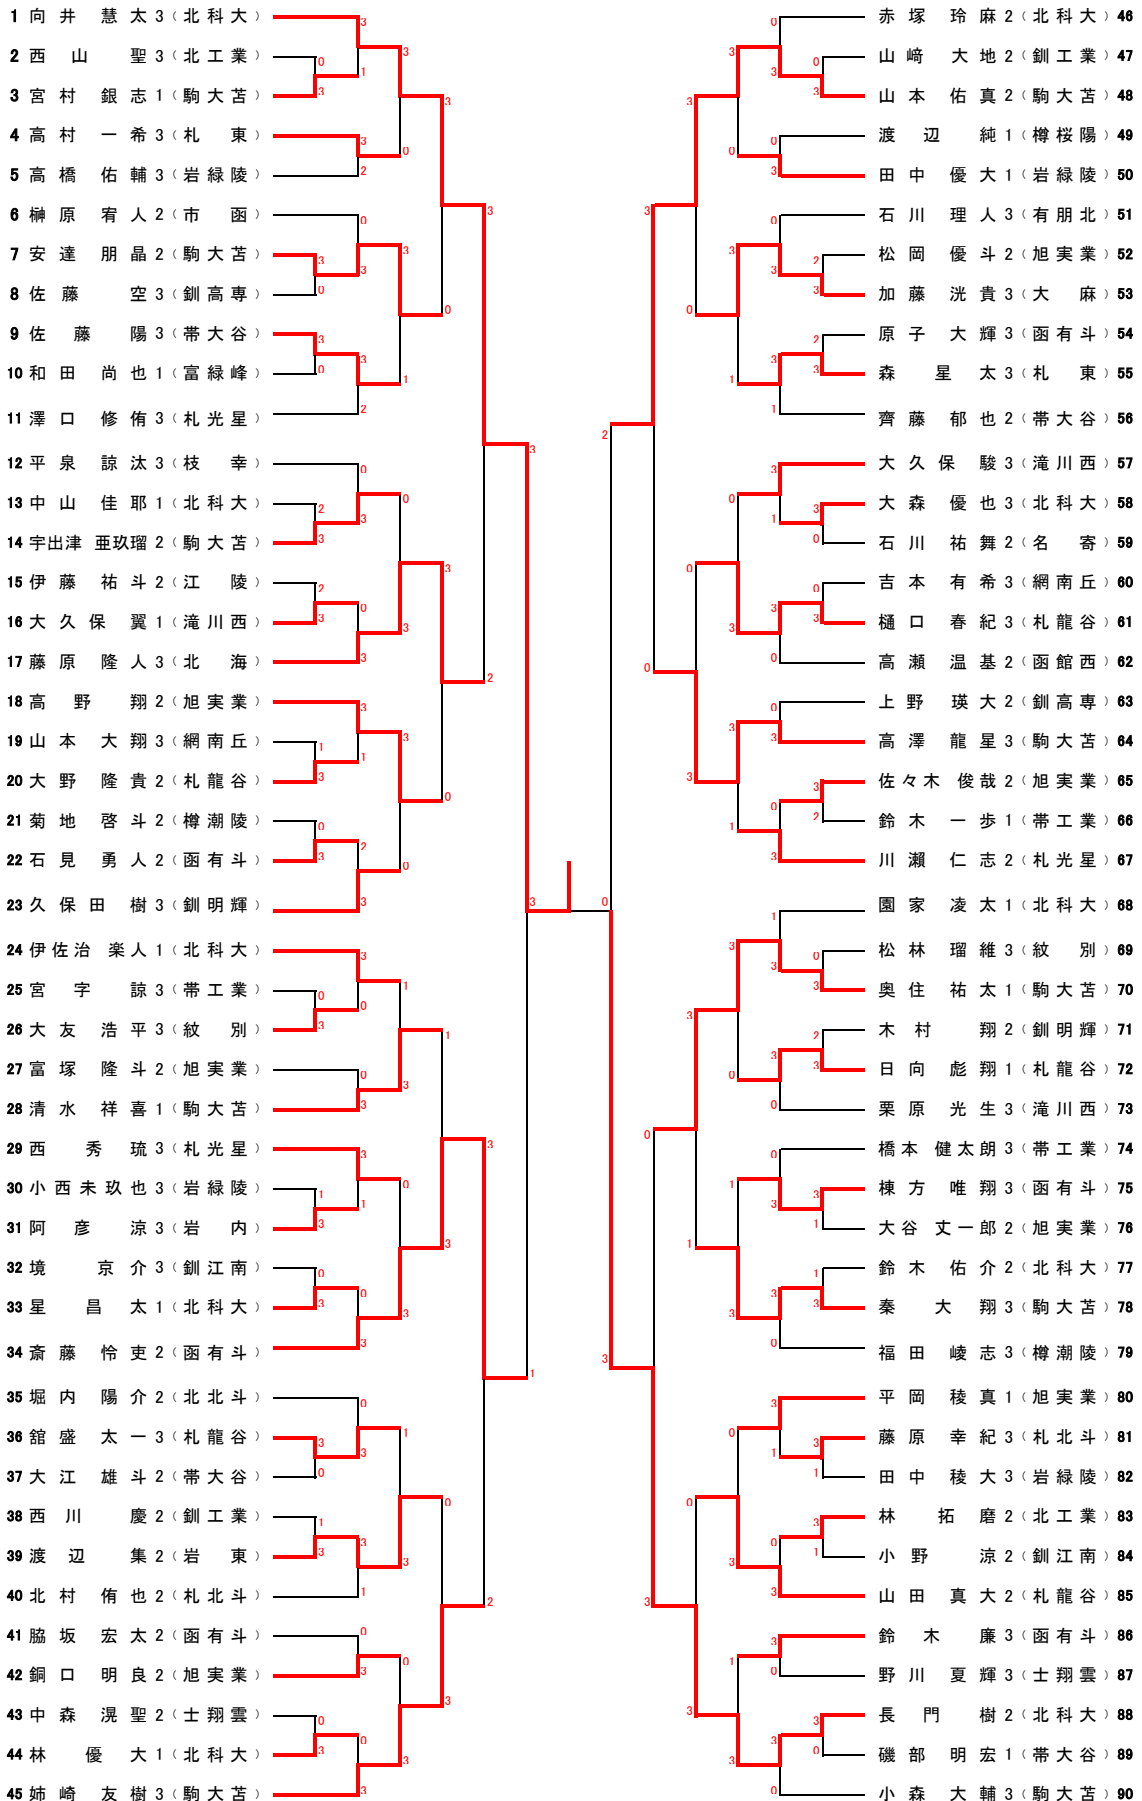 1 向井 慧太 3（北科大）
2 西山 聖 3（北工業）
3 宮村 銀志 1（駒大苫）
4 高村 一希 3（札東）
5 高橋 佑輔 3（岩緑陵）
6 榊原 宥人 2（市函）
7 安達 朋晶 2（駒大苫）
8 佐藤 空 3（釧高専）
9 佐藤 陽 3（帯大谷）
10 和田 尚也 1（富緑峰）
11 澤口 修侑 3（札光星）
12 平泉 諒汰 3（枝幸）
13 中山 佳耶 1（北科大）
14 宇出津 亜玖瑠 2（駒大苫）
15 伊藤 祐斗 2（江陵）
16 大久保 翼 1（滝川西）
17 藤原 隆人 3（北海）
18 高野 翔 2（旭実業）
19 山本 大翔 3（網南丘）
20 大野 隆貴 2（札龍谷）
21 菊地 啓斗 2（樽潮陵）
22 石見 勇人 2（函有斗）
23 久保田 樹 3（釧明輝）
24 伊佐治 楽人 1（北科大）
25 宮字 諒 3（帯工業）
26 大友 浩平 3（紋別）
27 富塚 隆斗 2（旭実業）
28 清水 祥喜 1（駒大苫）
29 西 秀琉 3（札光星）
30 小西未玖也 3（岩緑陵）
31 阿彦 涼 3（岩内）
32 境 京介 3（釧江南）
33 星 昌太 1（北科大）
34 斎藤 怜吏 2（函有斗）
35 堀内 陽介 2（北北斗）
36 舘盛 太一 3（札龍谷）
37 大江 雄斗 2（帯大谷）
38 西川 慶 2（釧工業）
39 渡辺 集 2（岩東）
40 北村 侑也 2（札北斗）
41 脇坂 宏太 2（函有斗）
42 銅口 明良 2（旭実業）
43 中森 滉聖 2（士翔雲）
44 林 優大 1（北科大）
45 姉崎 友樹 3（駒大苫）
赤塚 玲麻 2（北科大）46
山﨑 大地 2（釧工業）47
山本 佑真 2（駒大苫）48
渡辺 純 1（樽桜陽）49
田中 優大 1（岩緑陵）50
石川 理人 3（有朋北）51
松岡 優斗 2（旭実業）52
加藤 洸貴 3（大麻）53
原子 大輝 3（函有斗）54
森 星太 3（札東）55
齊藤 郁也 2（帯大谷）56
大久保 駿 3（滝川西）57
大森 優也 3（北科大）58
石川 祐舞 2（名寄）59
吉本 有希 3（網南丘）60
樋口 春紀 3（札龍谷）61
高瀬 温基 2（函館西）62
上野 瑛大 2（釧高専）63
高澤 龍星 3（駒大苫）64
佐々木 俊哉 2（旭実業）65
鈴木 一歩 1（帯工業）66
川瀬 仁志 2（札光星）67
園家 凌太 1（北科大）68
松林 瑠維 3（紋別）69
奥住 祐太 1（駒大苫）70
木村 翔 2（釧明輝）71
日向 彪翔 1（札龍谷）72
栗原 光生 3（滝川西）73
橋本 健太朗 3（帯工業）74
棟方 唯翔 3（函有斗）75
大谷 丈一郎 2（旭実業）76
鈴木 佑介 2（北科大）77
秦 大翔 3（駒大苫）78
福田 崚志 3（樽潮陵）79
平岡 稜真 1（旭実業）80
藤原 幸紀 3（札北斗）81
田中 稜大 3（岩緑陵）82
林 拓磨 2（北工業）83
小野 涼 2（釧江南）84
山田 真大 2（札龍谷）85
鈴木 廉 3（函有斗）86
野川 夏輝 3（士翔雲）87
長門 樹 2（北科大）88
磯部 明宏 1（帯大谷）89
小森 大輔 3（駒大苫）90